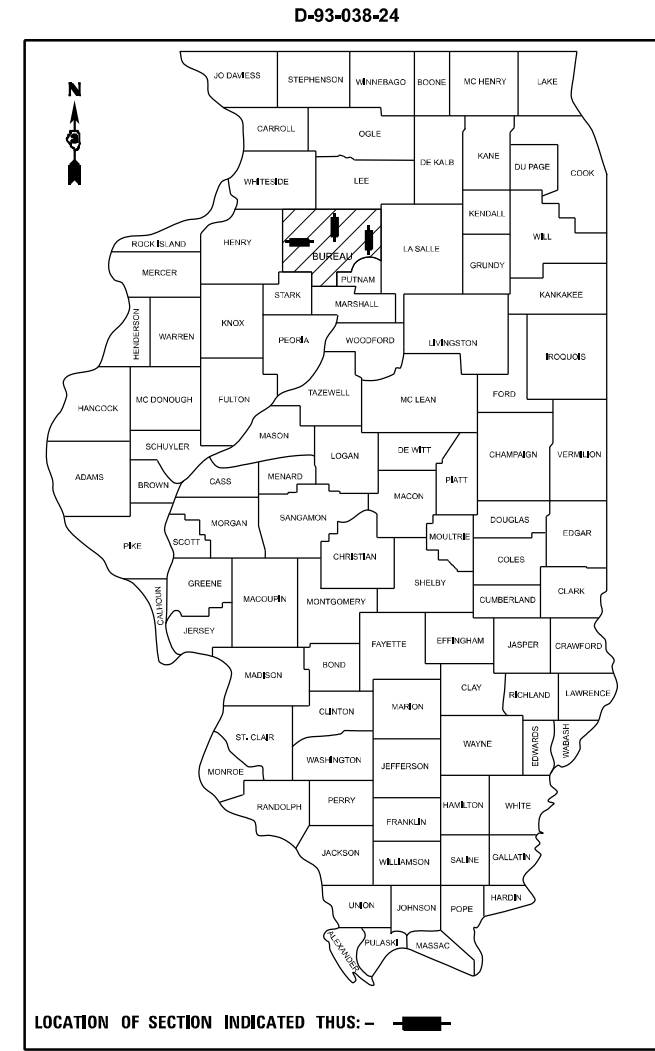 D-93-038-24
JO DAVIESS STEPHENSON WINNEBAGO BOONE MC HENRY LAKE
N
CARROLL OGLE
DE KALB KANE DU PAGE COOK
WHITESIDE LEE
KENDALL
ROCK ISLAND HENRY BUREAU LA SALLE WILL
MERCER PUTNAM GRUNDY
STARK MARSHALL KANKAKEE
HENDERSON WARREN KNOX PEORIA WOODFORD LIVINGSTON IROQUOIS
HANCOCK MC DONOUGH FULTON TAZEWELL MC LEAN FORD
SCHUYLER MASON LOGAN DE WITT CHAMPAIGN VERMILION
ADAMS BROWN CASS MENARD MACON PIATT
PIKE SCOTT MORGAN SANGAMON MOULTRIE DOUGLAS EDGAR
CHRISTIAN COLES
CALHOUN GREENE MACOUPIN MONTGOMERY SHELBY CUMBERLAND CLARK
JERSEY
FAYETTE EFFINGHAM JASPER CRAWFORD
MADISON BOND
CLAY RICHLAND LAWRENCE
CLINTON MARION
ST. CLAIR WAYNE EDWARDS WABASH
MONROE WASHINGTON JEFFERSON
RANDOLPH PERRY HAMILTON WHITE
FRANKLIN
JACKSON WILLIAMSON SALINE GALLATIN
UNION JOHNSON POPE HARDIN
ALEXANDER PULASKI MASSAC
LOCATION OF SECTION INDICATED THUS: –